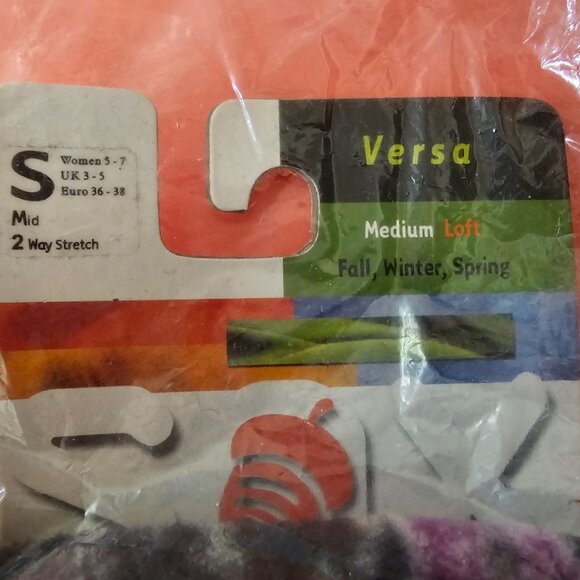 S
Women 5 - 7
UK 3 - 5
Euro 36 - 38
Mid
2 Way Stretch
Versa
Medium Loft
Fall, Winter, Spring